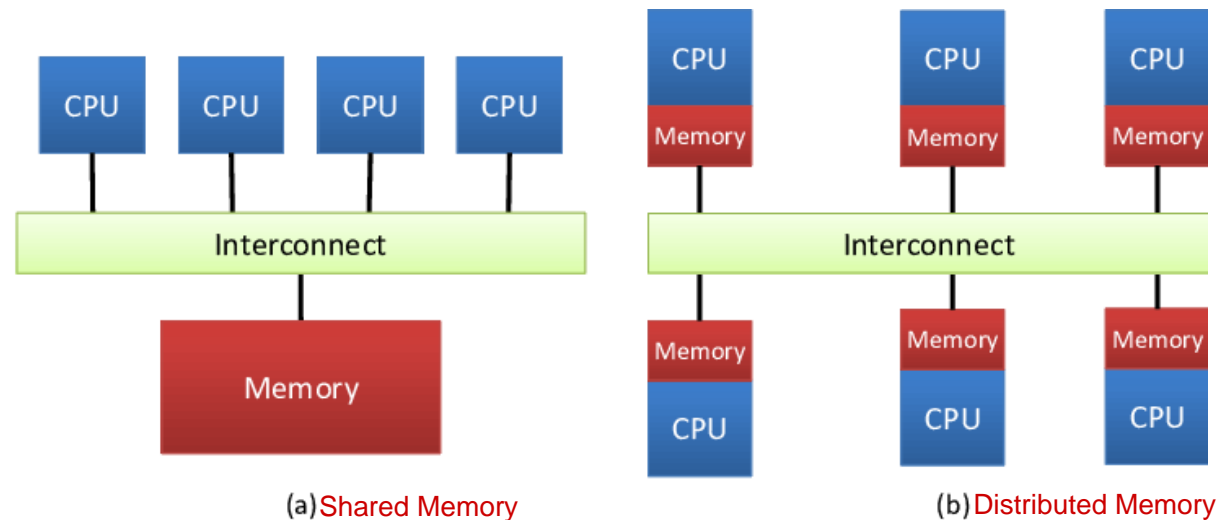 CPU CPU CPU CPU
Interconnect
Memory
(a) Shared Memory
CPU CPU CPU
Memory Memory Memory
Interconnect
Memory Memory Memory
CPU CPU CPU
(b) Distributed Memory